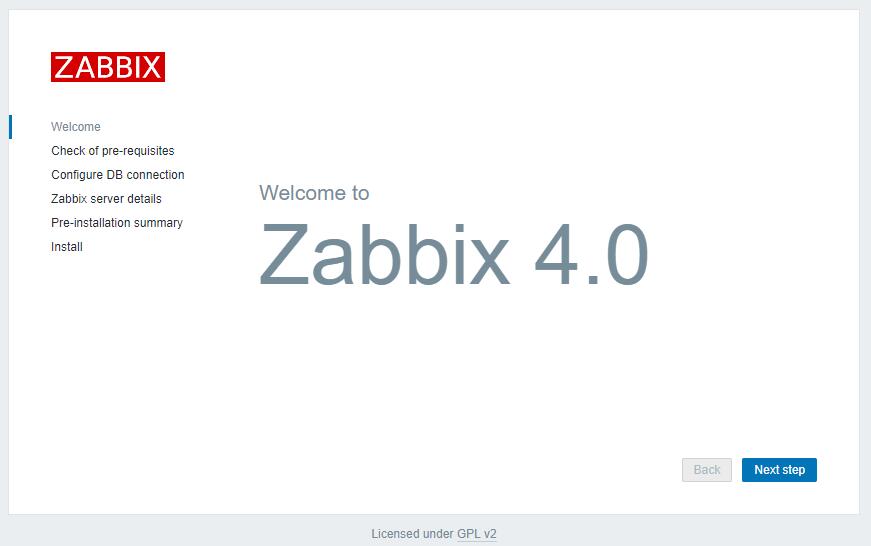 ZABBIX
Welcome
Check of pre-requisites
Configure DB connection
Zabbix server details
Pre-installation summary
Install
Welcome to
Zabbix 4.0
Back
Next step
Licensed under GPL v2